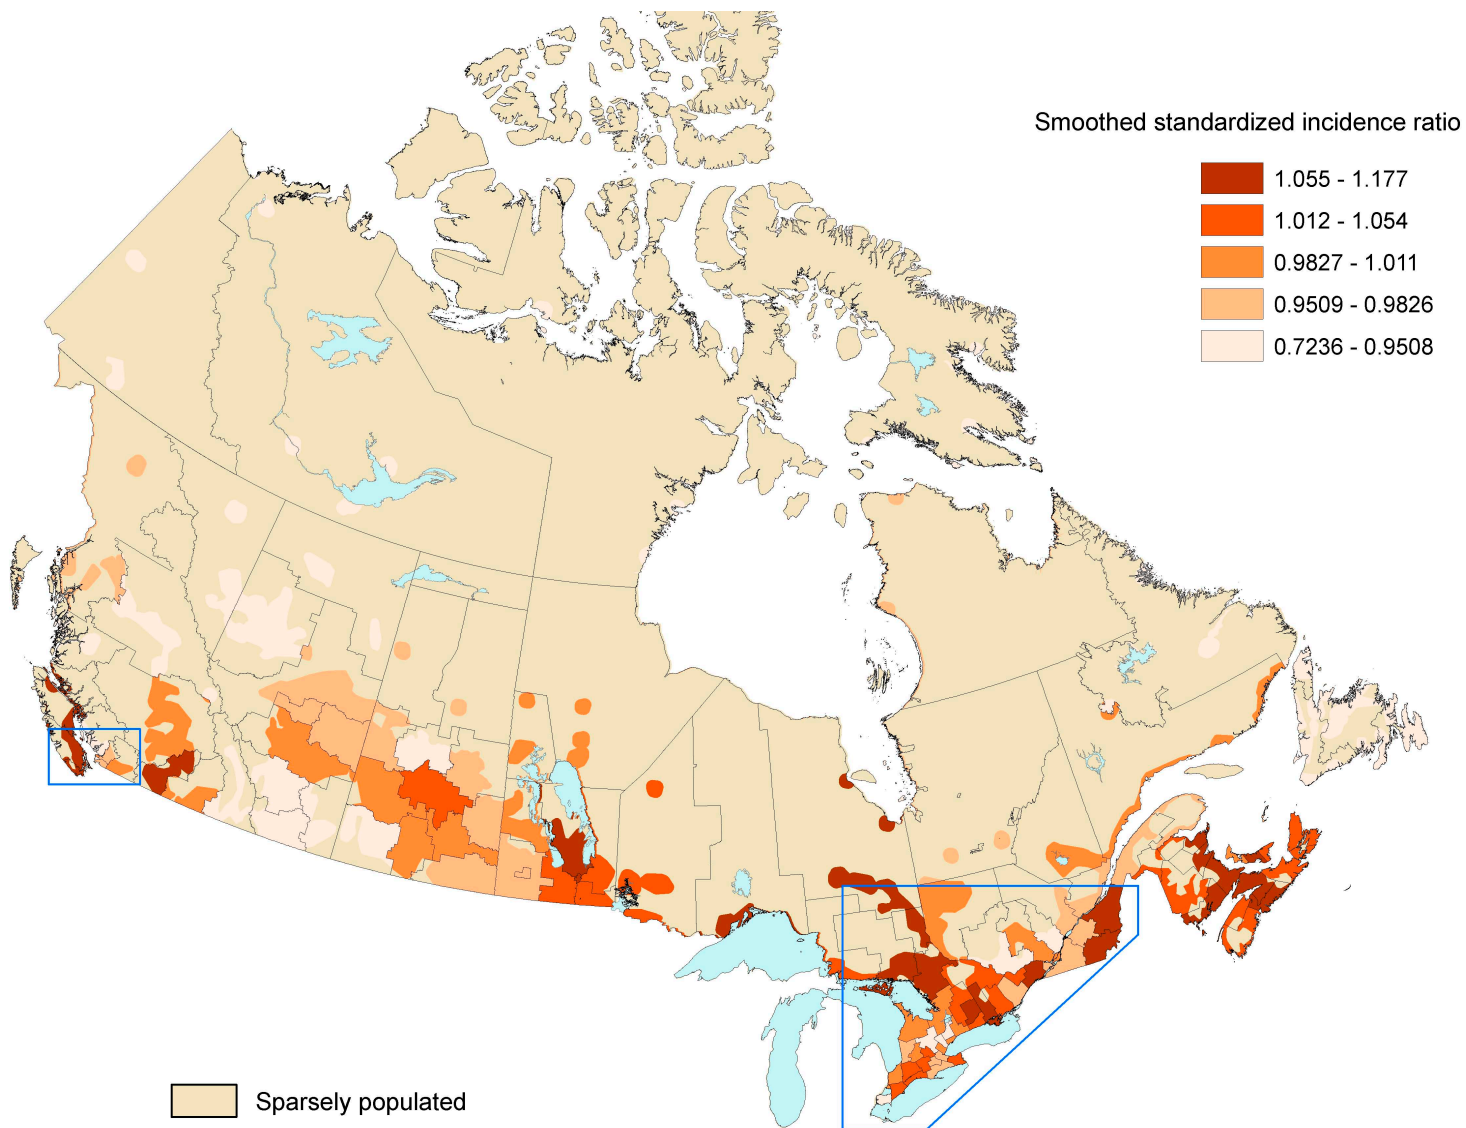 Smoothed standardized incidence ratio
1.055 - 1.177
1.012 - 1.054
0.9827 - 1.011
0.9509 - 0.9826
0.7236 - 0.9508
Sparsely populated